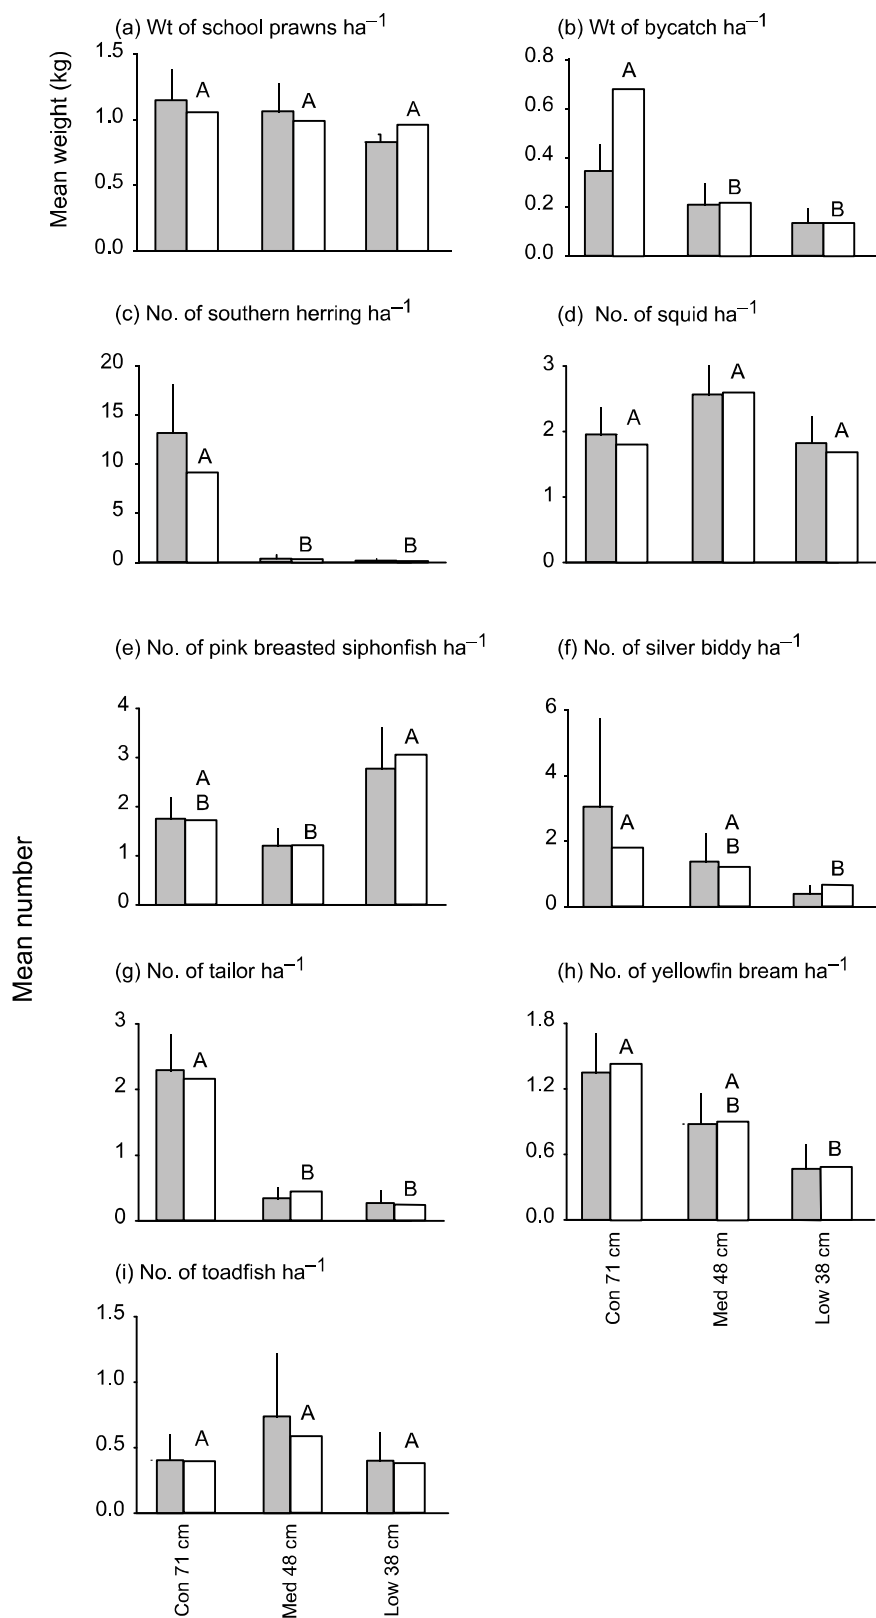 (a) Wt of school prawns ha−1
(b) Wt of bycatch ha−1
Mean weight (kg)
1.5
1.0
0.5
0.0
A
A
A
0.8
0.6
0.4
0.2
0.0
A
B
B
(c) No. of southern herring ha−1
(d) No. of squid ha−1
20
15
10
5
0
A
B
B
3
2
1
0
A
A
A
(e) No. of pink breasted siphonfish ha−1
(f) No. of silver biddy ha−1
Mean number
4
3
2
1
0
A
B
B
A
6
4
2
0
A
A
B
B
(g) No. of tailor ha−1
(h) No. of yellowfin bream ha−1
3
2
1
0
A
B
B
1.8
1.2
0.6
0.0
A
A
B
B
Con 71 cm
Med 48 cm
Low 38 cm
(i) No. of toadfish ha−1
1.5
1.0
0.5
0.0
A
A
A
Con 71 cm
Med 48 cm
Low 38 cm